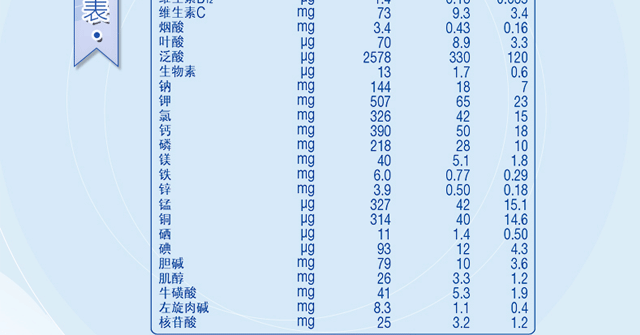 表
维生素C mg 73 9.3 3.4
烟酸 mg 3.4 0.43 0.16
叶酸 µg 70 8.9 3.3
泛酸 µg 2578 330 120
生物素 µg 13 1.7 0.6
钠 mg 144 18 7
钾 mg 507 65 23
氯 mg 326 42 15
钙 mg 390 50 18
磷 mg 218 28 10
镁 mg 40 5.1 1.8
铁 mg 6.0 0.77 0.29
锌 mg 3.9 0.50 0.18
锰 µg 327 42 15.1
铜 µg 314 40 14.6
硒 µg 11 1.4 0.50
碘 µg 93 12 4.3
胆碱 mg 79 10 3.6
肌醇 mg 26 3.3 1.2
牛磺酸 mg 41 5.3 1.9
左旋肉碱 mg 8.3 1.1 0.4
核苷酸 mg 25 3.2 1.2